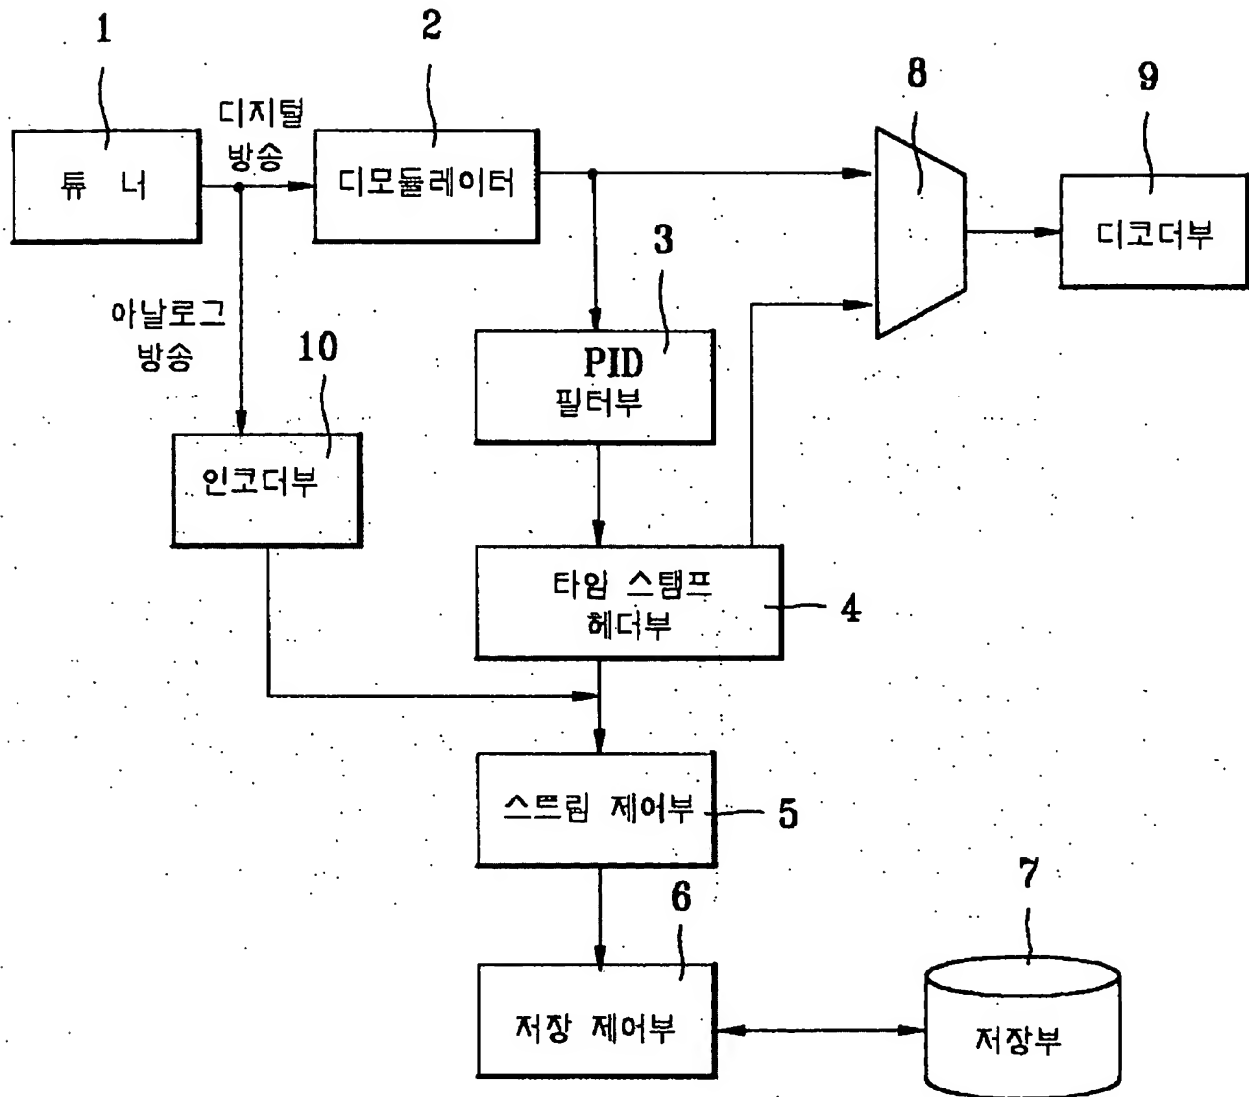 1
2
8
9
디지털
방송
튜 너
디모듈레이터
디코더부
3
아날로그
방송
10
PID
필터부
인코더부
타임 스탬프
헤더부
4
스트림 제어부
5
6
7
저장 제어부
저장부